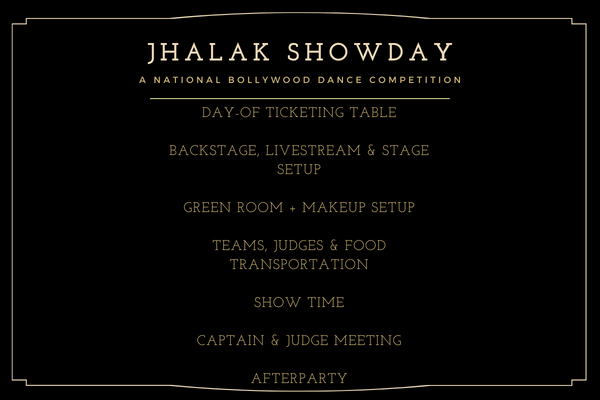 JHALAK SHOWDAY
A NATIONAL BOLLYWOOD DANCE COMPETITION
DAY-OF TICKETING TABLE
BACKSTAGE, LIVESTREAM & STAGE
SETUP
GREEN ROOM + MAKEUP SETUP
TEAMS, JUDGES & FOOD
TRANSPORTATION
SHOW TIME
CAPTAIN & JUDGE MEETING
AFTERPARTY